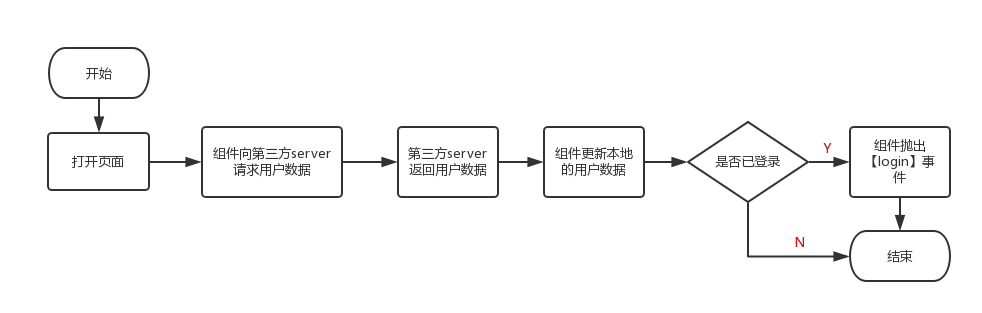 开始
打开页面
组件向第三方server
请求用户数据
第三方server
返回用户数据
组件更新本地
的用户数据
是否已登录
Y
组件抛出
【login】事
件
N
结束